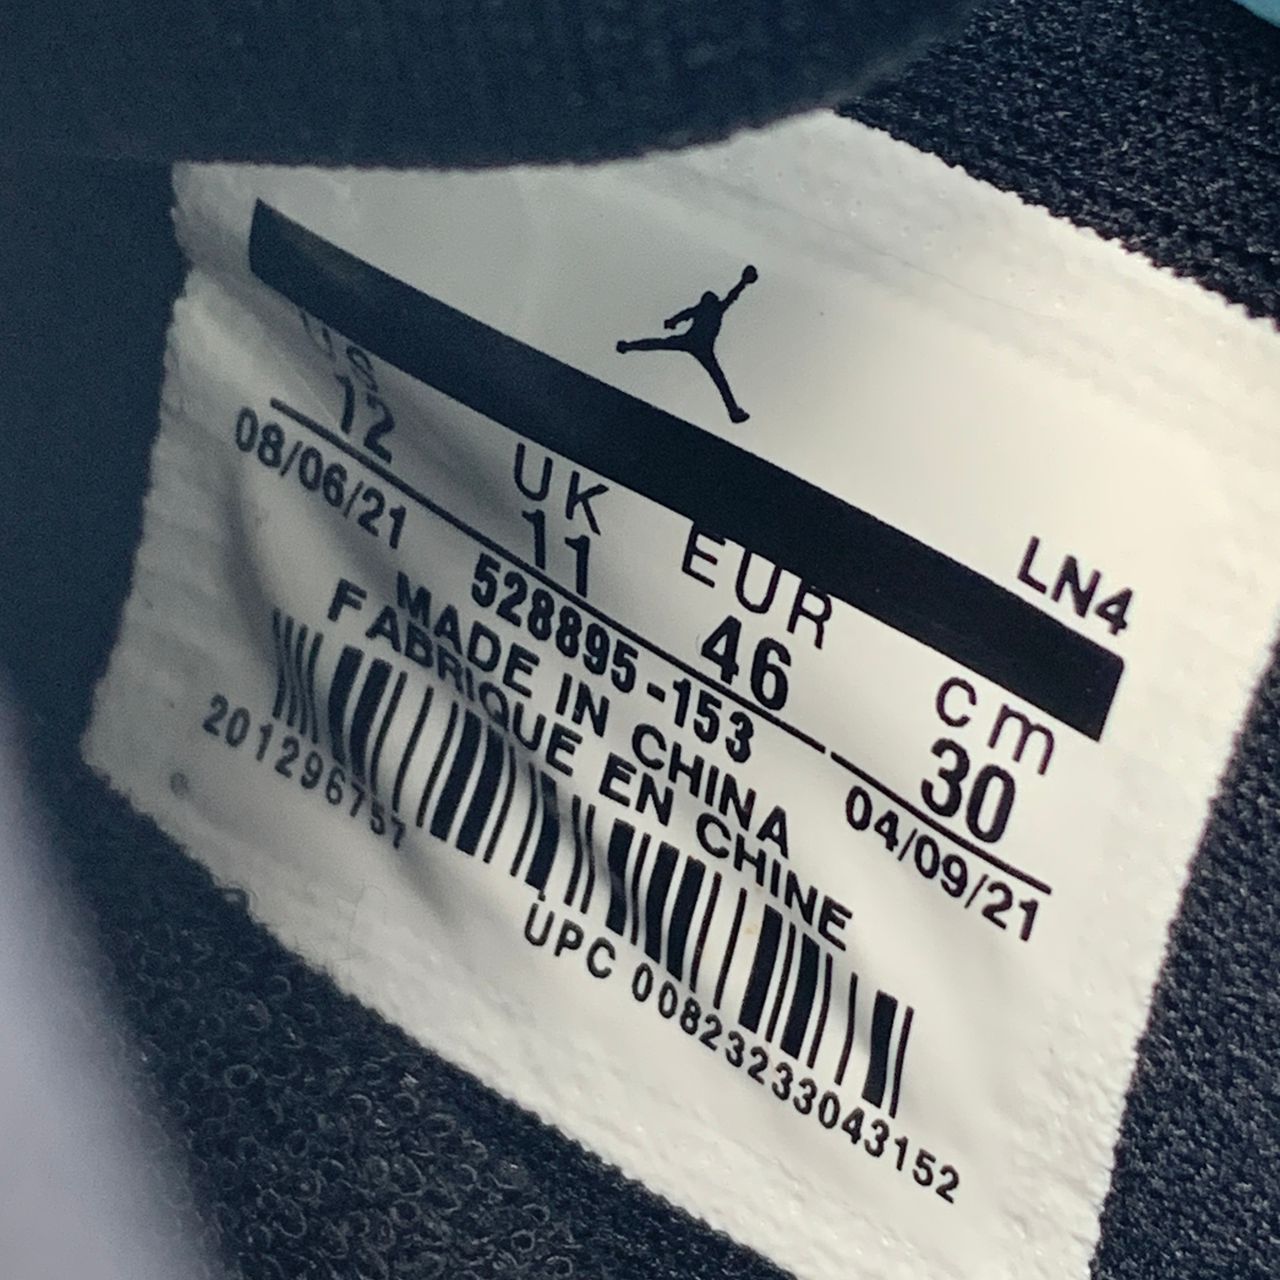 LN4
US UK EUR cm
12 11 46 30
08/06/21 04/09/21
528895-153
MADE IN CHINA
FABRIQUE EN CHINE
201296757
UPC 00823233043152